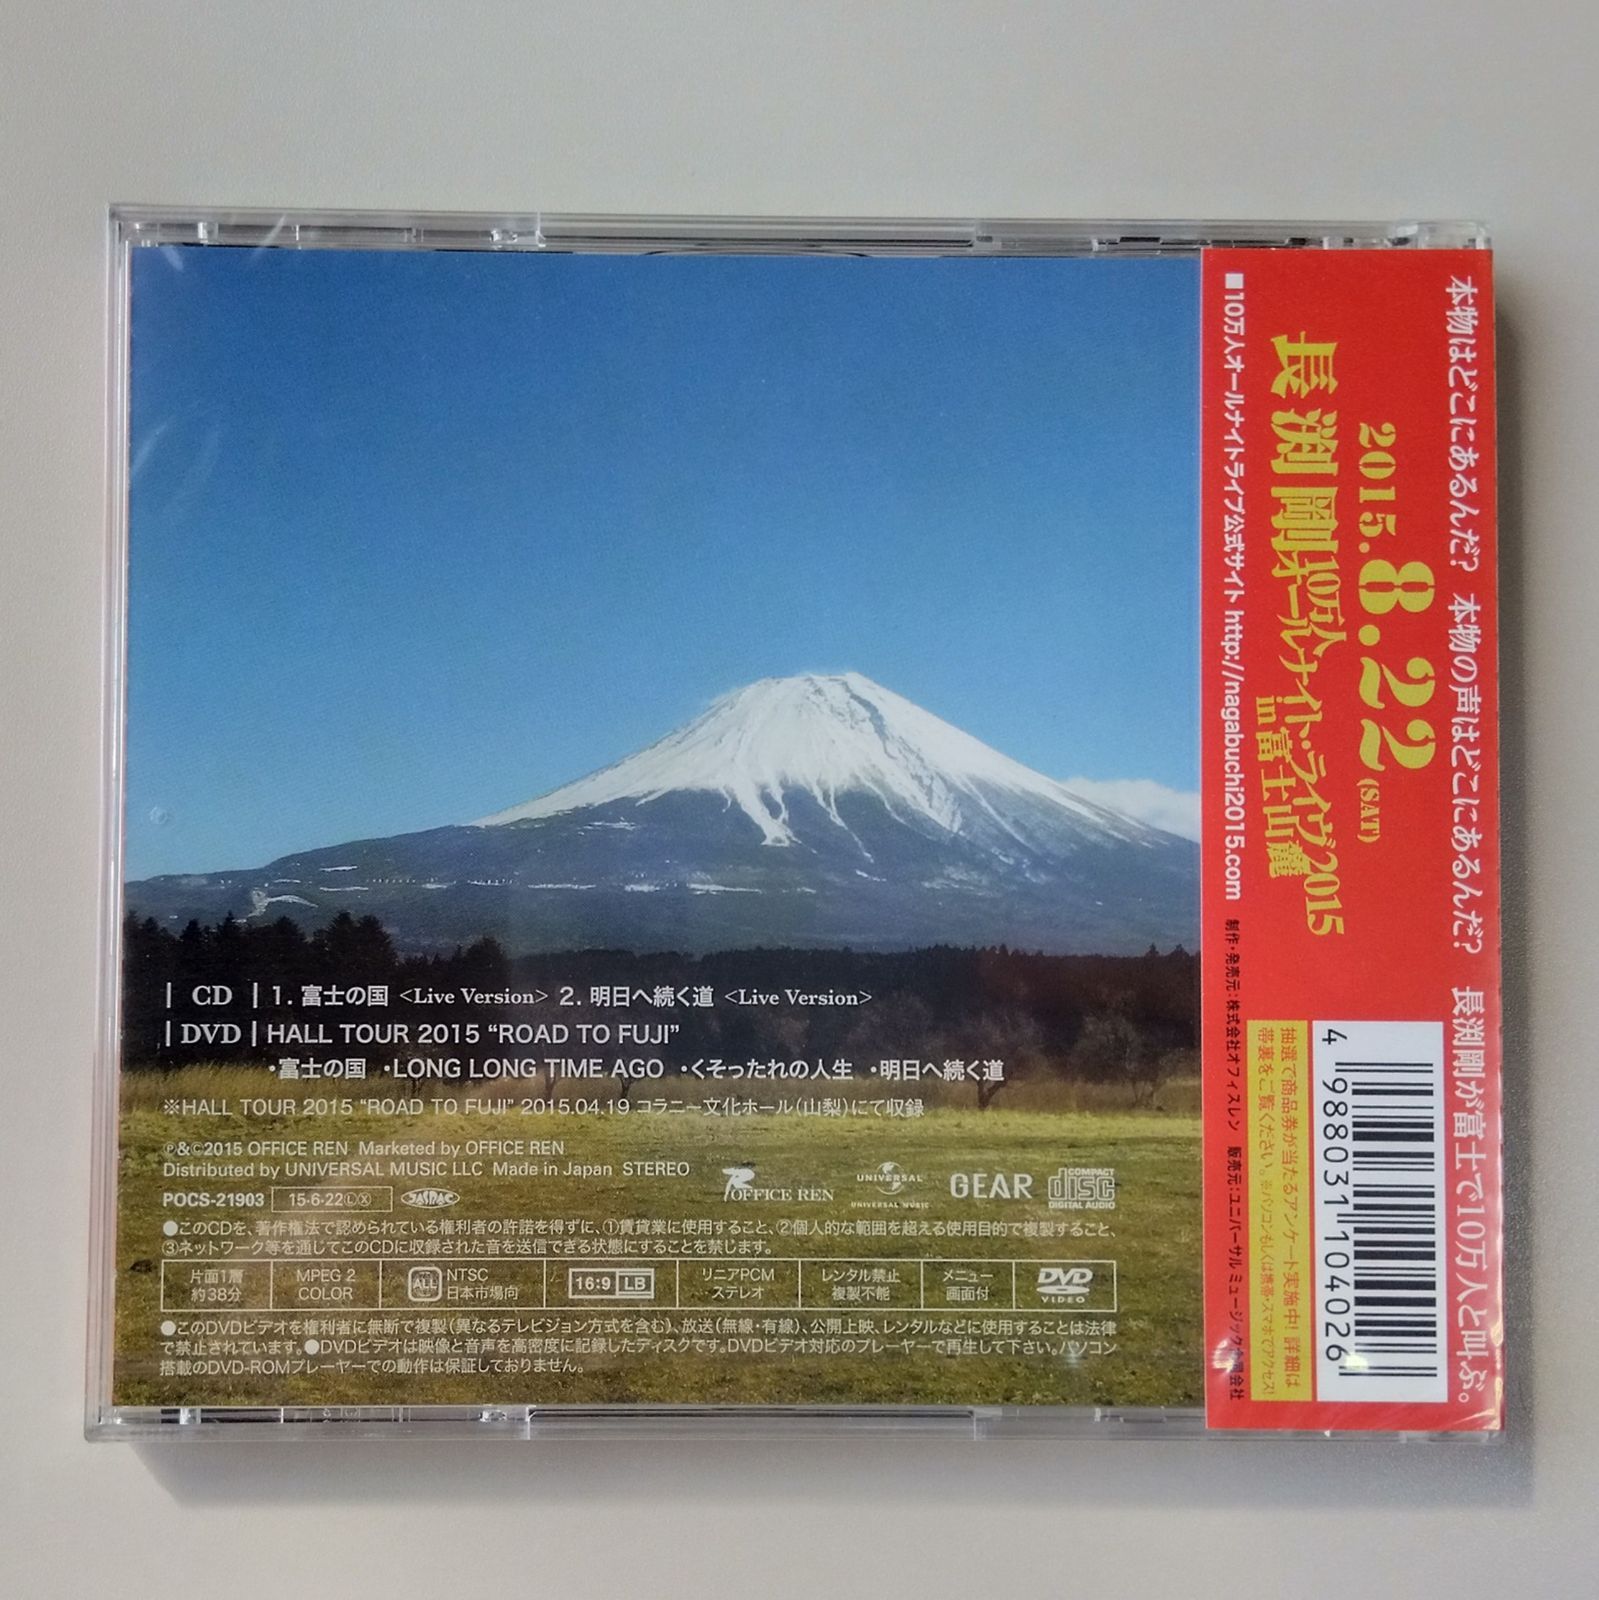 | CD | 1. 富士の国 <Live Version> 2. 明日へ続く道 <Live Version>
| DVD | HALL TOUR 2015 “ROAD TO FUJI”
・富士の国 ・LONG LONG TIME AGO ・くそったれの人生 ・明日へ続く道
※HALL TOUR 2015 “ROAD TO FUJI” 2015.04.19 コラニー文化ホール(山梨)にて収録
℗&©2015 OFFICE REN Marketed by OFFICE REN
Distributed by UNIVERSAL MUSIC LLC Made in Japan STEREO
POCS-21903 15·6·22ⓁⓍ JASRAC
OFFICE REN
UNIVERSAL
UNIVERSAL MUSIC
GEAR
COMPACT
disc
DIGITAL AUDIO
●このCDを、著作権法で認められている権利者の許諾を得ずに、①賃貸業に使用すること、②個人的な範囲を超える使用目的で複製すること、
③ネットワーク等を通じてこのCDに収録された音を送信できる状態にすることを禁じます。
片面1層
約38分
MPEG 2
COLOR
ALL
NTSC
日本市場向
16:9 LB
リニアPCM
ステレオ
レンタル禁止
複製不能
メニュー
画面付
DVD
VIDEO
●このDVDビデオを権利者に無断で複製(異なるテレビジョン方式を含む)、放送(無線・有線)、公開上映、レンタルなどに使用することは法律
で禁止されています。●DVDビデオは映像と音声を高密度に記録したディスクです。DVDビデオ対応のプレーヤーで再生して下さい。パソコン
搭載のDVD-ROMプレーヤーでの動作は保証しておりません。
本物はどこにあるんだ? 本物の声はどこにあるんだ? 長渕剛が富士で10万人と叫ぶ。
2015.8.22(SAT)
長渕剛 10万人オールナイト・ライヴ2015
in 富士山麓
■10万人オールナイトライブ公式サイト http://nagabuchi2015.com
制作・発売元:株式会社オフィスレン 販売元:ユニバーサル ミュージック合同会社
抽選で商品券が当たるアンケート実施中! 詳細は
帯裏をご覧ください。※パソコンもしくは携帯・スマホでアクセス!
4 988031 104026